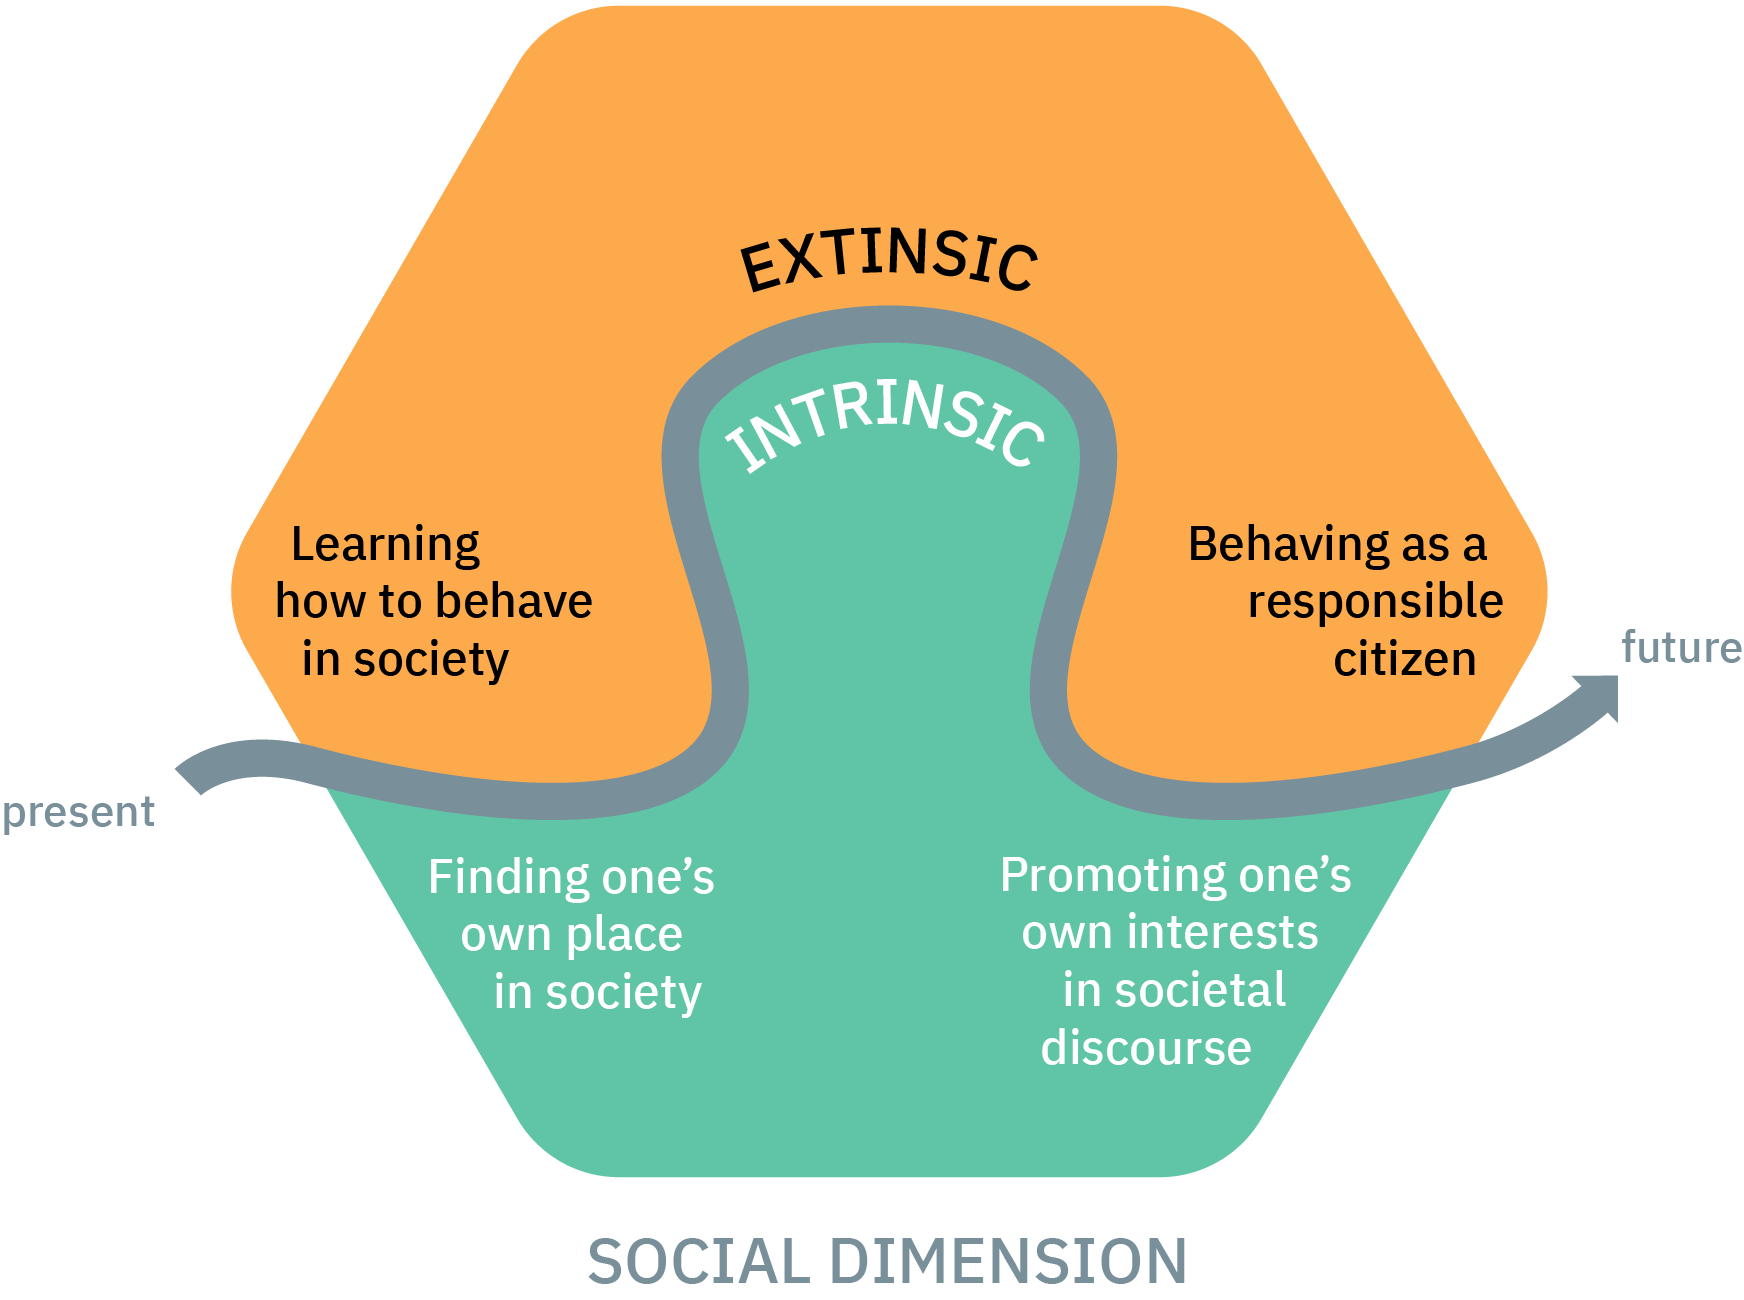 EXTINSIC
INTRINSIC
Learning
how to behave
in society
Behaving as a
responsible
citizen
future
present
Finding one’s
own place
in society
Promoting one’s
own interests
in societal
discourse
SOCIAL DIMENSION